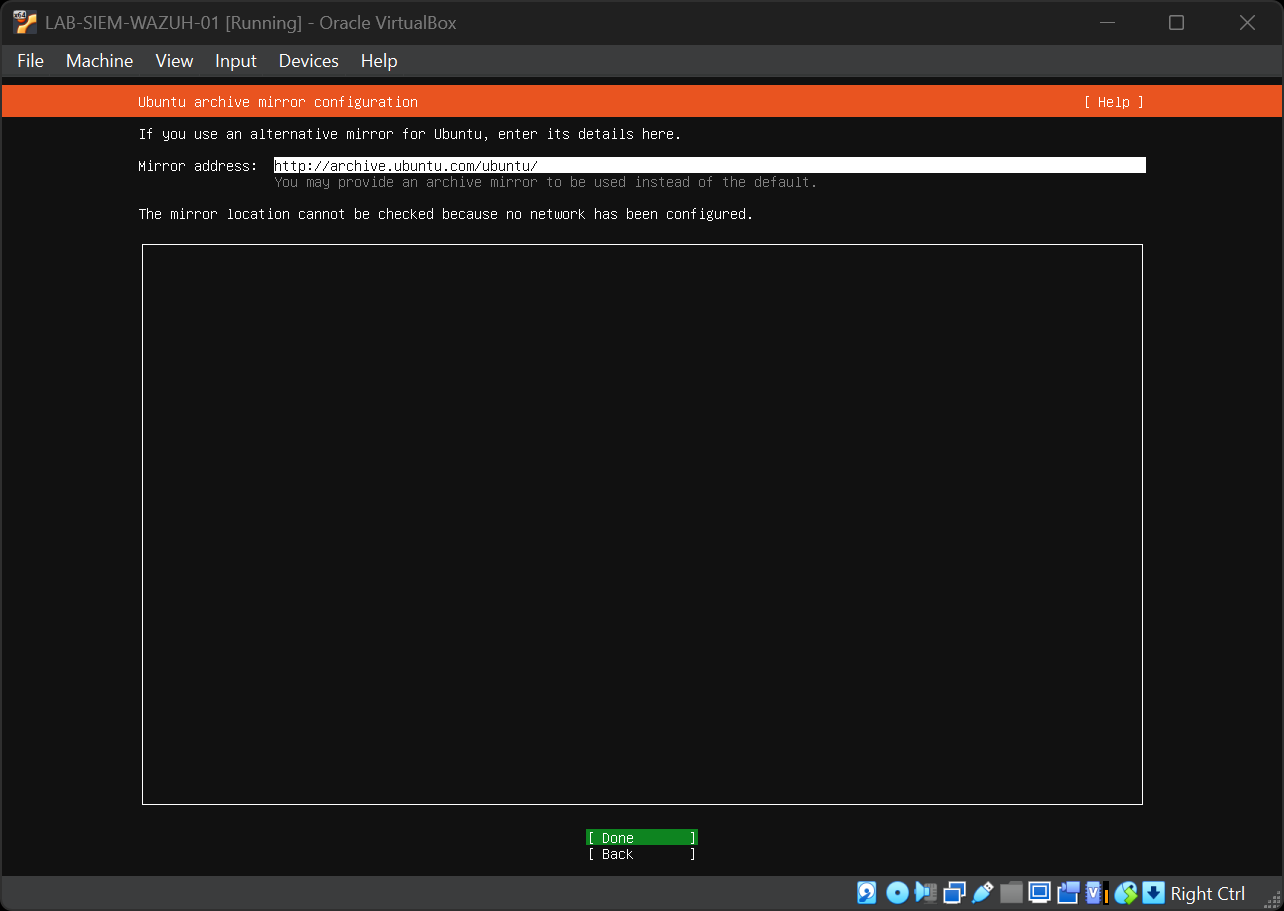 LAB-SIEM-WAZUH-01 [Running] - Oracle VirtualBox
File Machine View Input Devices Help
Ubuntu archive mirror configuration [ Help ]
If you use an alternative mirror for Ubuntu, enter its details here.
Mirror address: http://archive.ubuntu.com/ubuntu/
You may provide an archive mirror to be used instead of the default.
The mirror location cannot be checked because no network has been configured.
[ Done ]
[ Back ]
Right Ctrl